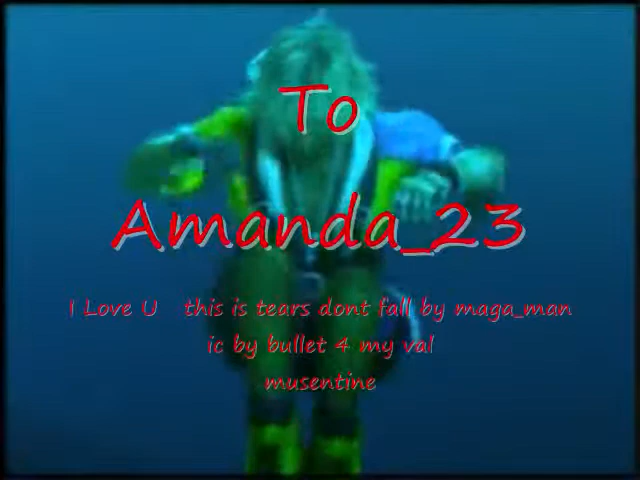 To
Amanda_23
I Love U this is tears dont fall by maga_man
ic by bullet 4 my val
musentine